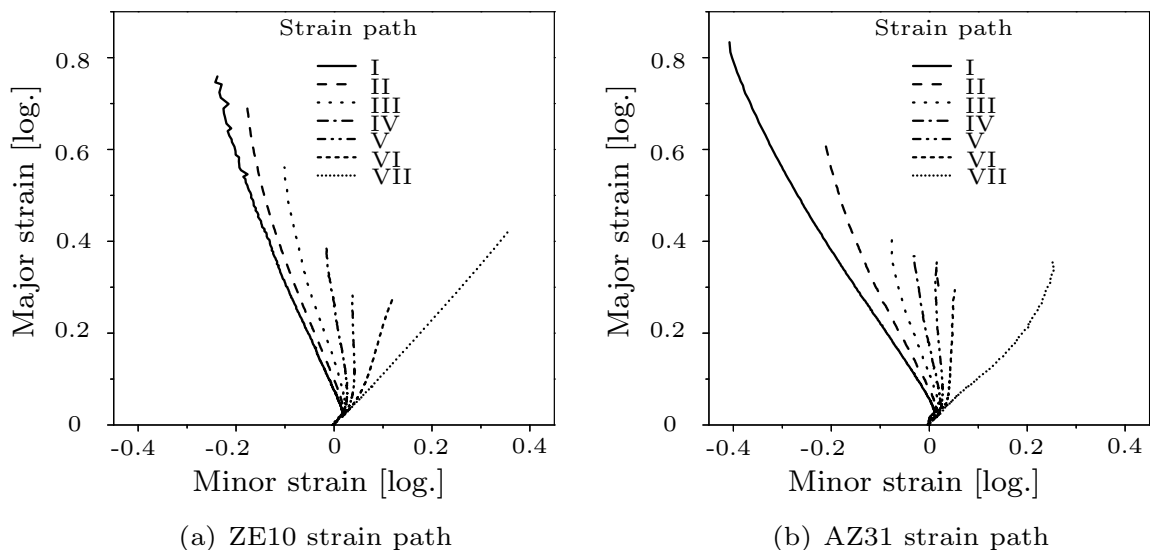 Strain path
I
II
III
IV
V
VI
VII
0.8
0.6
0.4
0.2
0
-0.4
-0.2
0
0.2
0.4
Major strain [log.]
Minor strain [log.]
(a) ZE10 strain path
Strain path
I
II
III
IV
V
VI
VII
0.8
0.6
0.4
0.2
0
-0.4
-0.2
0
0.2
0.4
Major strain [log.]
Minor strain [log.]
(b) AZ31 strain path